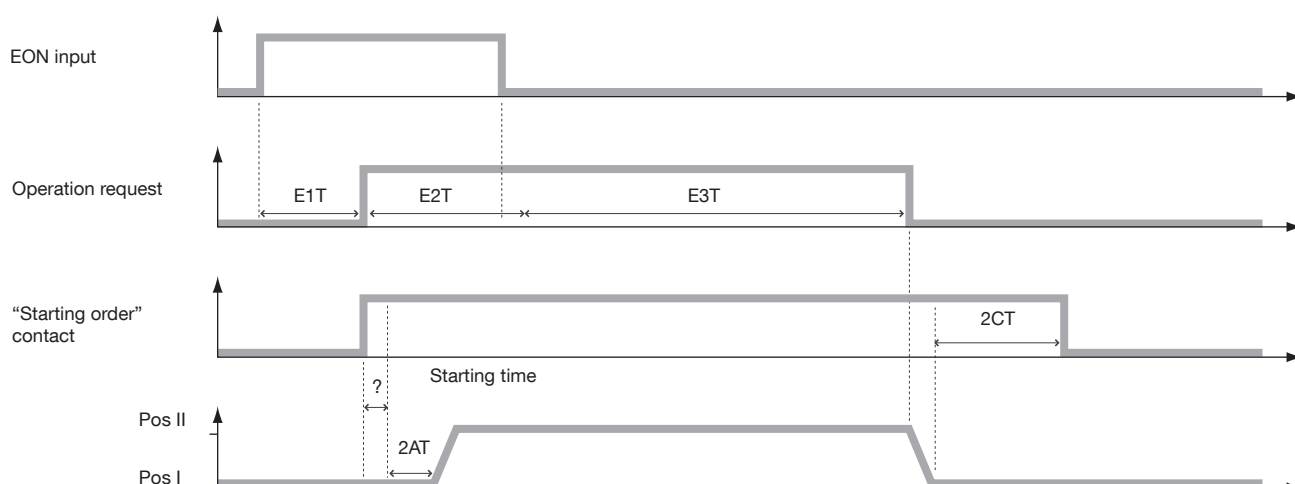 EON input
Operation request
E1T
E2T
E3T
“Starting order”
contact
2CT
Starting time
?
Pos II
2AT
Pos I